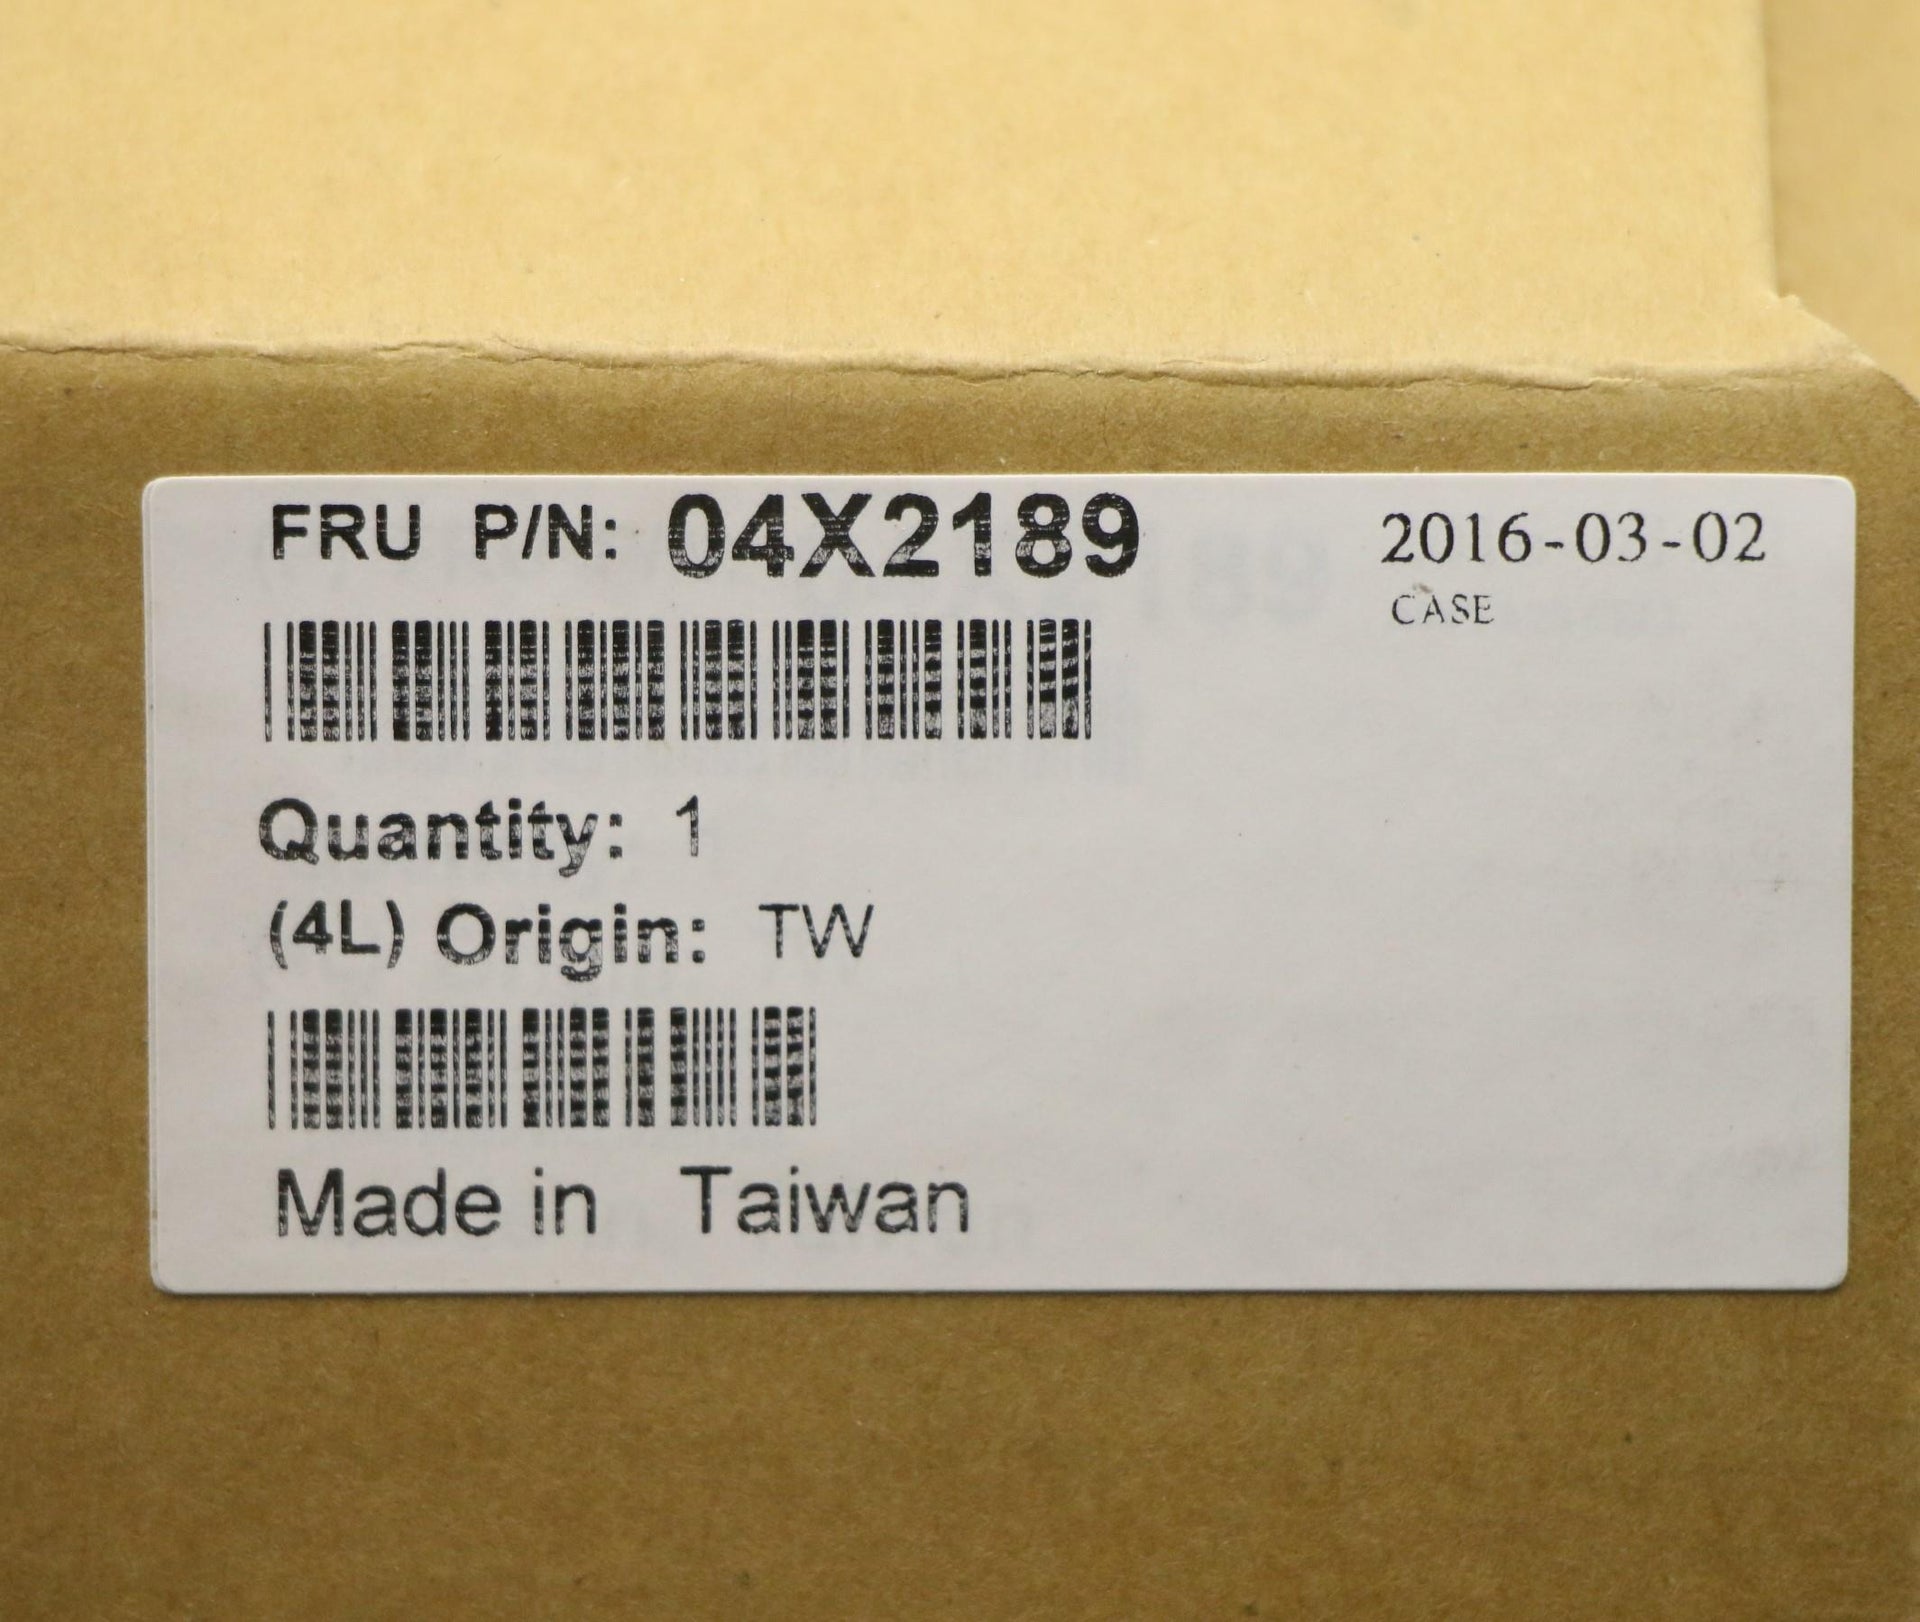 FRU P/N: 04X2189 2016-03-02
CASE
Quantity: 1
(4L) Origin: TW
Made in Taiwan